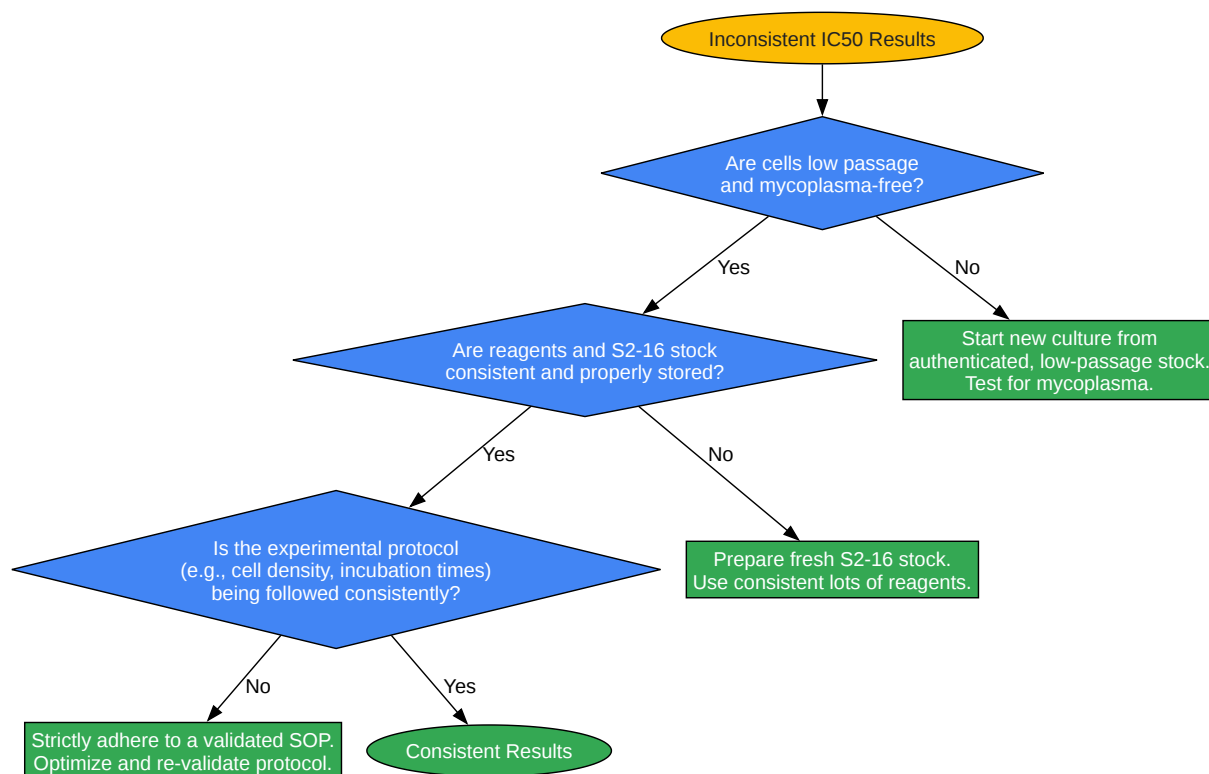 Inconsistent IC50 Results
Are cells low passage
and mycoplasma-free?
Yes
No
Are reagents and S2-16 stock
consistent and properly stored?
Start new culture from
authenticated, low-passage stock.
Test for mycoplasma.
Yes
No
Is the experimental protocol
(e.g., cell density, incubation times)
being followed consistently?
Prepare fresh S2-16 stock.
Use consistent lots of reagents.
No
Yes
Strictly adhere to a validated SOP.
Optimize and re-validate protocol.
Consistent Results